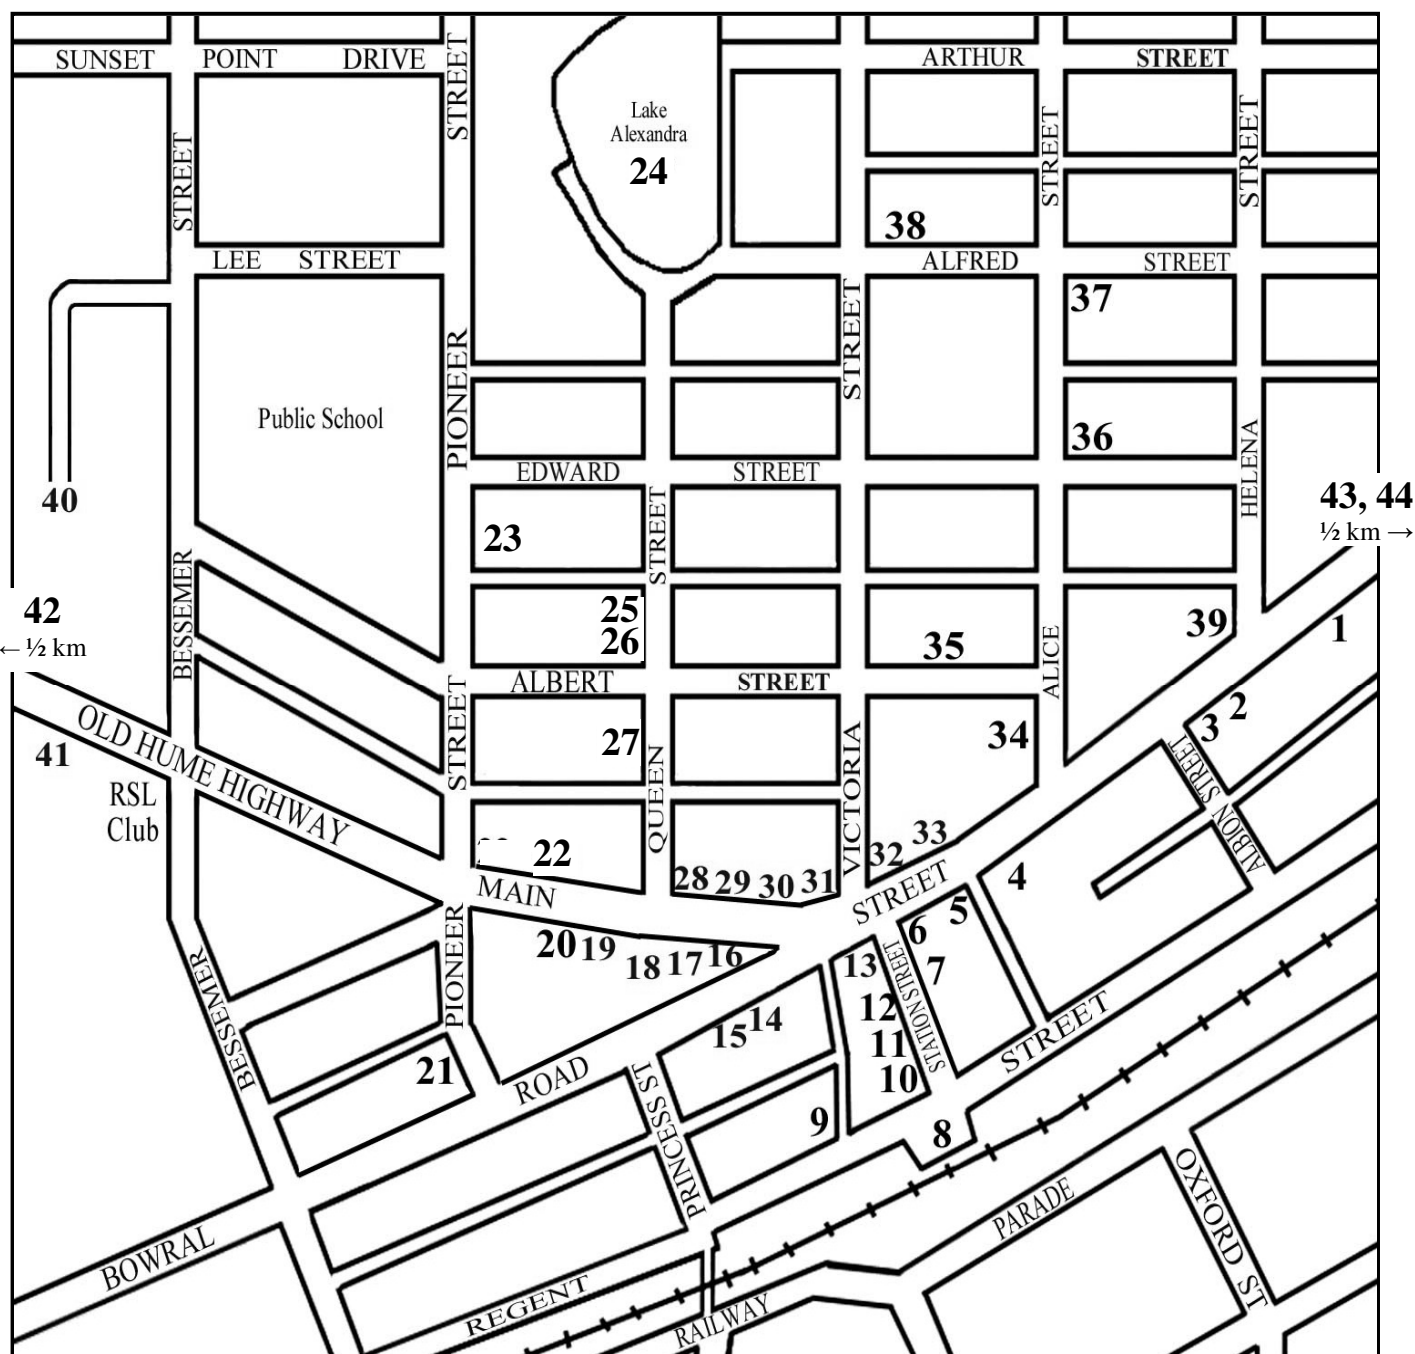 SUNSET POINT DRIVE
STREET
ARTHUR STREET
Lake
Alexandra
24
STREET
STREET
STREET
38
LEE STREET
ALFRED STREET
37
STREET
PIONEER
Public School
36
HELENA
EDWARD STREET
40
43, 44
½ km →
23
STREET
BESSEMER
42
← ½ km
25
26
35
39
1
ALICE
ALBERT STREET
STREET
OLD HUME HIGHWAY
41
27
QUEEN
VICTORIA
34
3
2
ALBION STREET
RSL
Club
22
28 29 30 31
32
33
MAIN STREET
4
5
6
7
STATION STREET
20 19
18 17 16
13
12
11
10
PIONEER
BESSEMER
15 14
21
ROAD
PRINCESS ST
9
8
STREET
BOWRAL
REGENT
RAILWAY PARADE
OXFORD ST